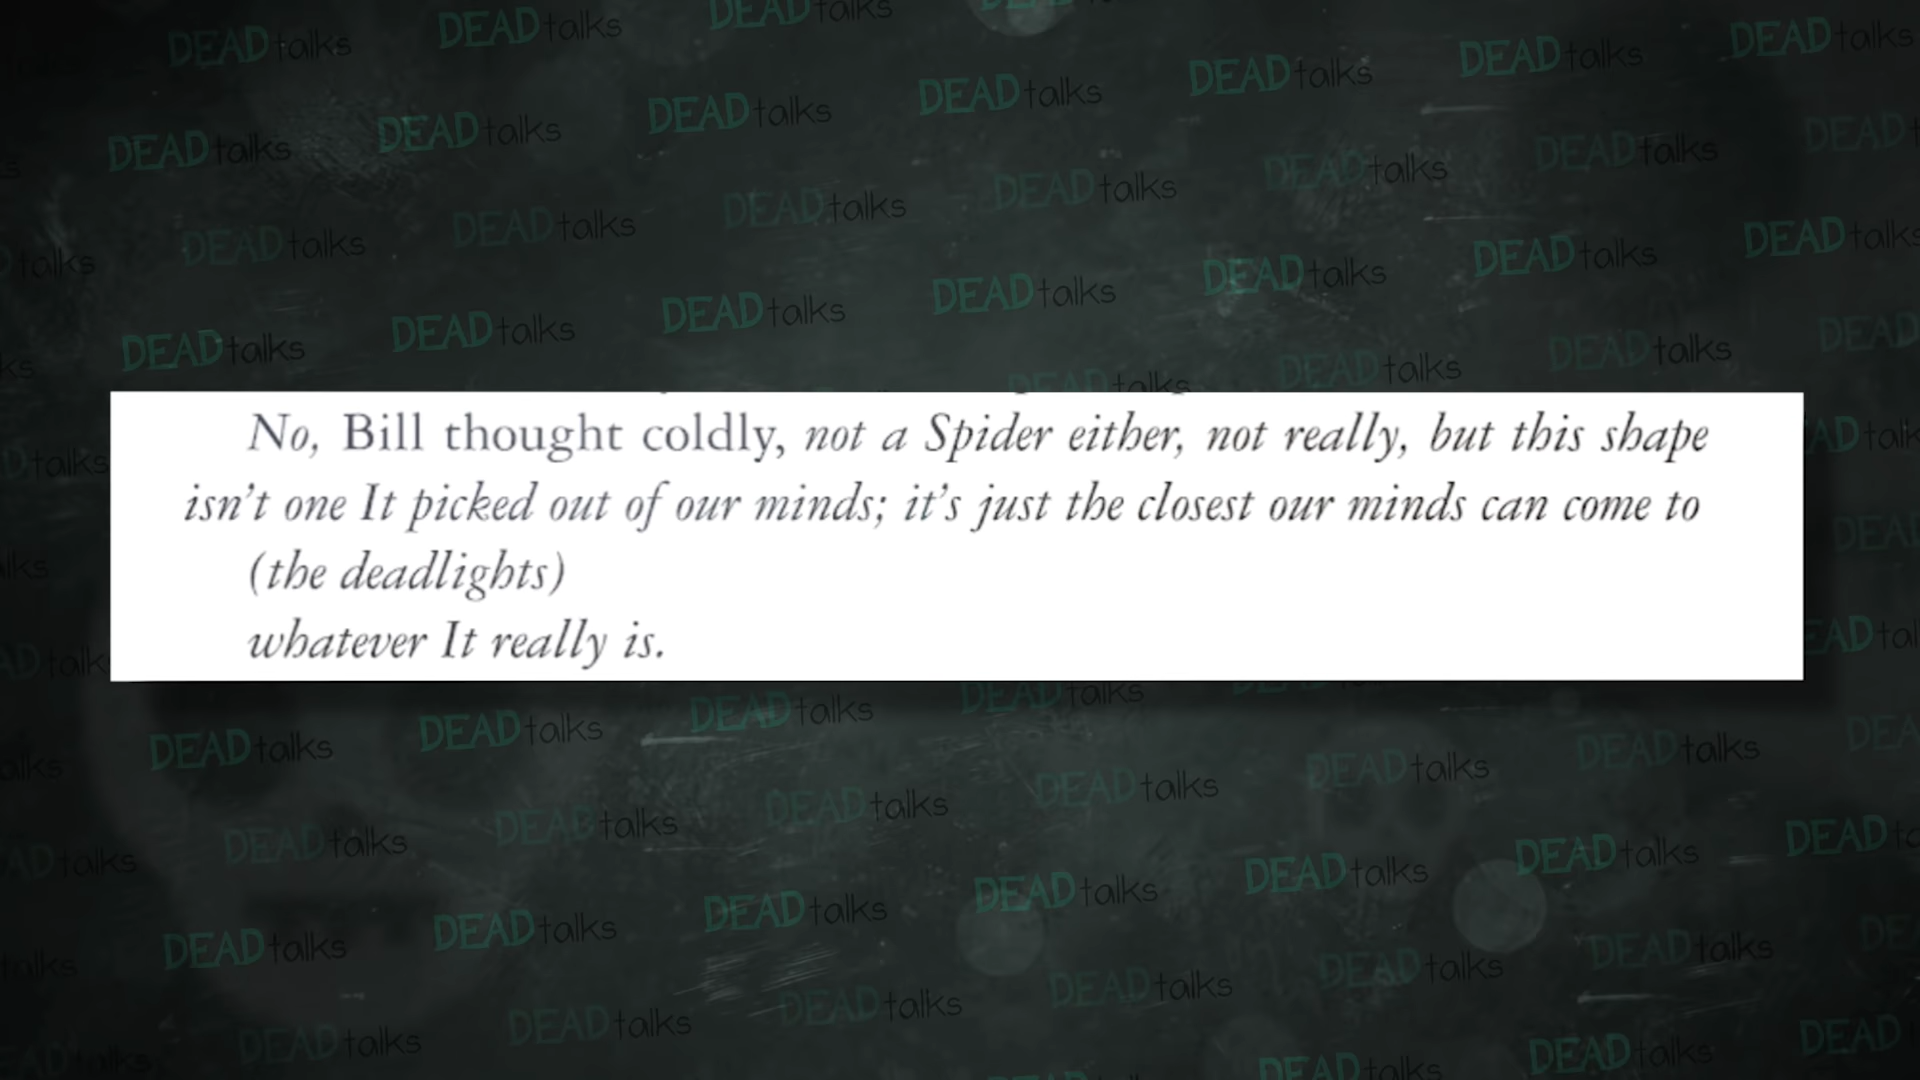 No, Bill thought coldly, not a Spider either, not really, but this shape
isn't one It picked out of our minds; it's just the closest our minds can come to
(the deadlights)
whatever It really is.
DEADtalks